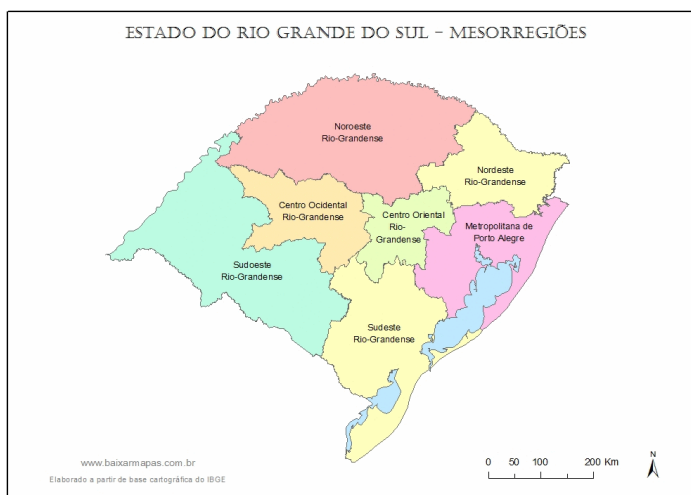 ESTADO DO RIO GRANDE DO SUL – MESORREGIÕES
Noroeste
Rio-Grandense
Nordeste
Rio-Grandense
Centro Ocidental
Rio-Grandense
Centro Oriental
Rio-
Grandense
Metropolitana de
Porto Alegre
Sudoeste
Rio-Grandense
Sudeste
Rio-Grandense
www.baixarmapas.com.br
Elaborado a partir de base cartográfica do IBGE
0 50 100 200 Km
N